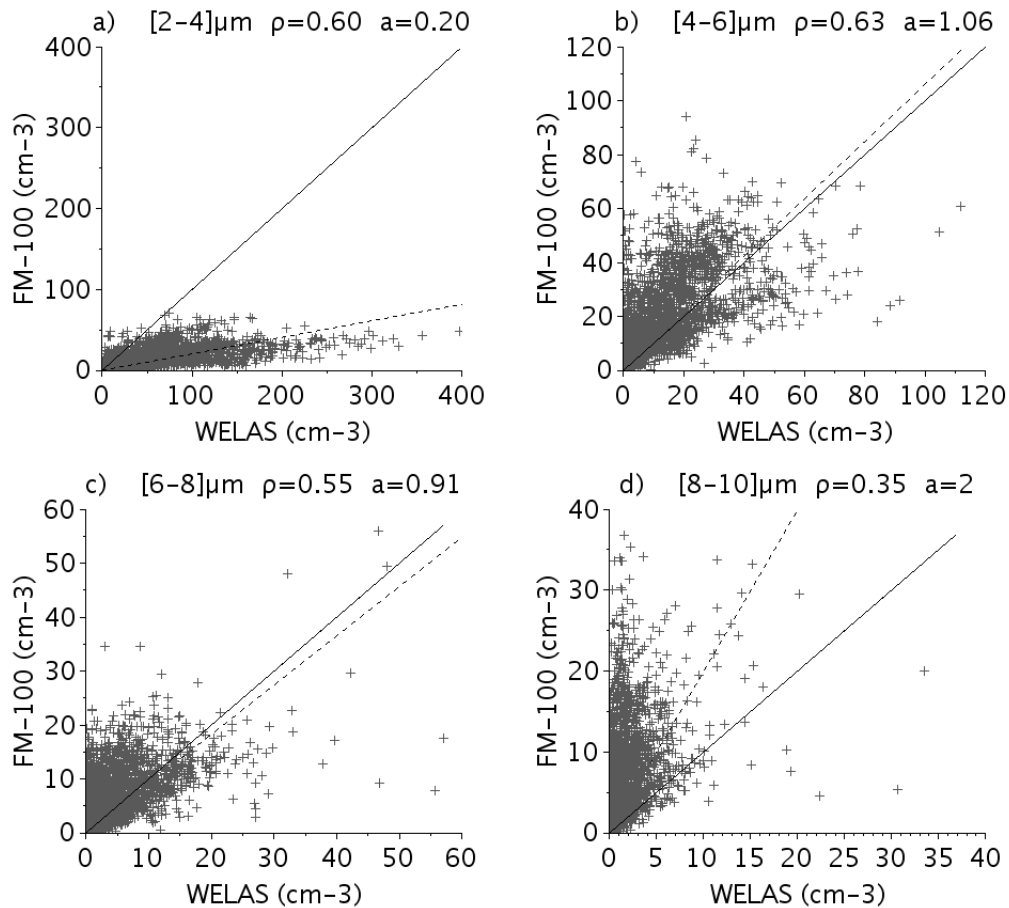 a) [2−4]µm ρ=0.60 a=0.20
400
300
200
100
0
FM−100 (cm−3)
0 100 200 300 400
WELAS (cm−3)
b) [4−6]µm ρ=0.63 a=1.06
120
100
80
60
40
20
0
FM−100 (cm−3)
0 20 40 60 80 100 120
WELAS (cm−3)
c) [6−8]µm ρ=0.55 a=0.91
60
50
40
30
20
10
0
FM−100 (cm−3)
0 10 20 30 40 50 60
WELAS (cm−3)
d) [8−10]µm ρ=0.35 a=2
40
30
20
10
0
FM−100 (cm−3)
0 5 10 15 20 25 30 35 40
WELAS (cm−3)